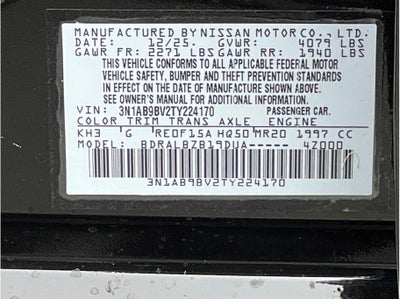 MANUFACTURED BY NISSAN MOTOR CO., LTD.
DATE: 12/25. GVWR: 4079 LBS
GAWR FR: 2271 LBS GAWR RR: 1940 LBS
THIS VEHICLE CONFORMS TO ALL APPLICABLE FEDERAL MOTOR
VEHICLE SAFETY, BUMPER AND THEFT PREVENTION STANDARDS
IN EFFECT ON THE DATE OF MANUFACTURE SHOWN ABOVE.
SEE OWNER'S MANUAL FOR ADDITIONAL INFORMATION
VIN: 3N1AB9BV2TY224170 PASSENGER CAR.
COLOR TRIM TRANS AXLE ENGINE
KH3 G RE0F15A HQ50 MR20 1997 CC
MODEL: BDRALBZB19DUA----- 4Z000
3N1AB9BV2TY224170